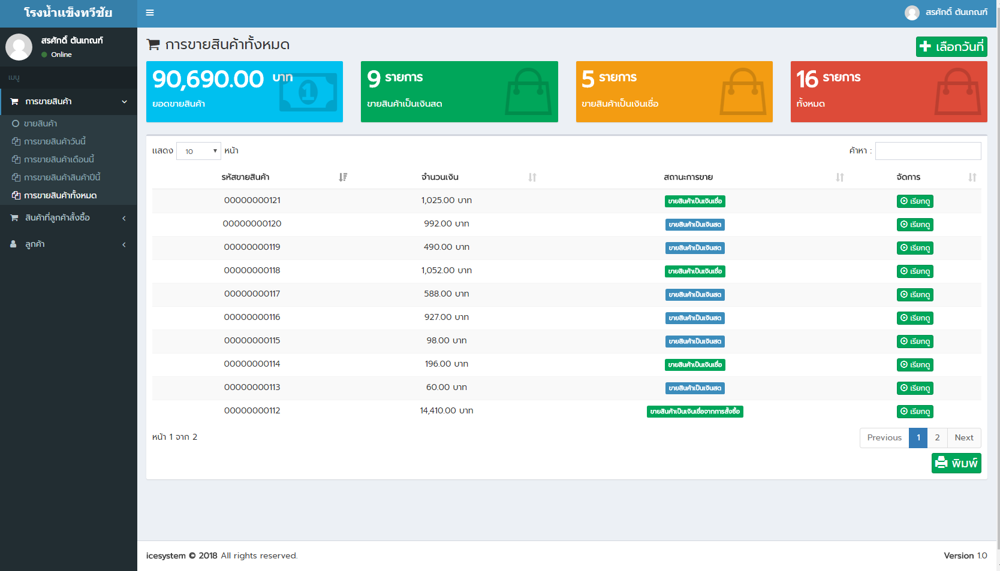 โรงน้ำแข็งทวีชัย
สรศักดิ์ ตันเกณฑ์
สรศักดิ์ ตันเกณฑ์
Online
เมนู
การขายสินค้า
ขายสินค้า
การขายสินค้าวันนี้
การขายสินค้าเดือนนี้
การขายสินค้าสินค้าปีนี้
การขายสินค้าทั้งหมด
สินค้าที่ลูกค้าสั่งซื้อ
ลูกค้า
การขายสินค้าทั้งหมด
เลือกวันที่
90,690.00 บาท
ยอดขายสินค้า
9 รายการ
ขายสินค้าเป็นเงินสด
5 รายการ
ขายสินค้าเป็นเงินเชื่อ
16 รายการ
ทั้งหมด
แสดง 10 หน้า
ค้าหา :
รหัสขายสินค้า จำนวนเงิน สถานะการขาย จัดการ
00000000121 1,025.00 บาท ขายสินค้าเป็นเงินเชื่อ เรียกดู
00000000120 992.00 บาท ขายสินค้าเป็นเงินสด เรียกดู
00000000119 490.00 บาท ขายสินค้าเป็นเงินสด เรียกดู
00000000118 1,052.00 บาท ขายสินค้าเป็นเงินเชื่อ เรียกดู
00000000117 588.00 บาท ขายสินค้าเป็นเงินสด เรียกดู
00000000116 927.00 บาท ขายสินค้าเป็นเงินสด เรียกดู
00000000115 98.00 บาท ขายสินค้าเป็นเงินสด เรียกดู
00000000114 196.00 บาท ขายสินค้าเป็นเงินเชื่อ เรียกดู
00000000113 60.00 บาท ขายสินค้าเป็นเงินสด เรียกดู
00000000112 14,410.00 บาท ขายสินค้าเป็นเงินเชื่อจากการสั่งซื้อ เรียกดู
หน้า 1 จาก 2
Previous 1 2 Next
พิมพ์
icesystem © 2018 All rights reserved.
Version 1.0